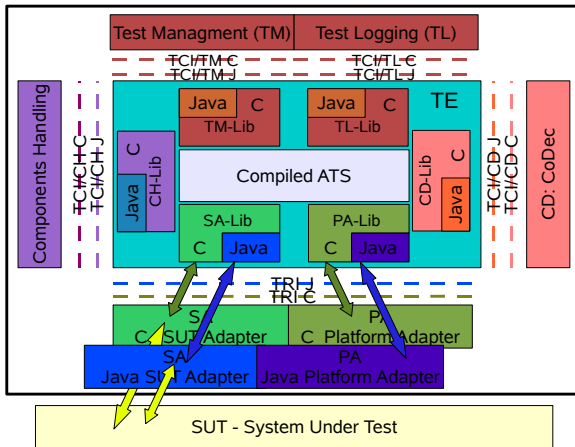 Test Managment (TM)
Test Logging (TL)
TCI/TM C
TCI/TL C
TCI/TM J
TCI/TL J
Components Handling
TCI/CH C
TCI/CH J
TE
Java
C
TM-Lib
Java
C
TL-Lib
C
Java
CH-Lib
Compiled ATS
CD-Lib
C
Java
SA-Lib
C
Java
PA-Lib
C
Java
TCI/CD J
TCI/CD C
CD: CoDec
TRI J
TRI C
SA
C SUT Adapter
PA
C Platform Adapter
SA
Java SUT Adapter
PA
Java Platform Adapter
SUT - System Under Test